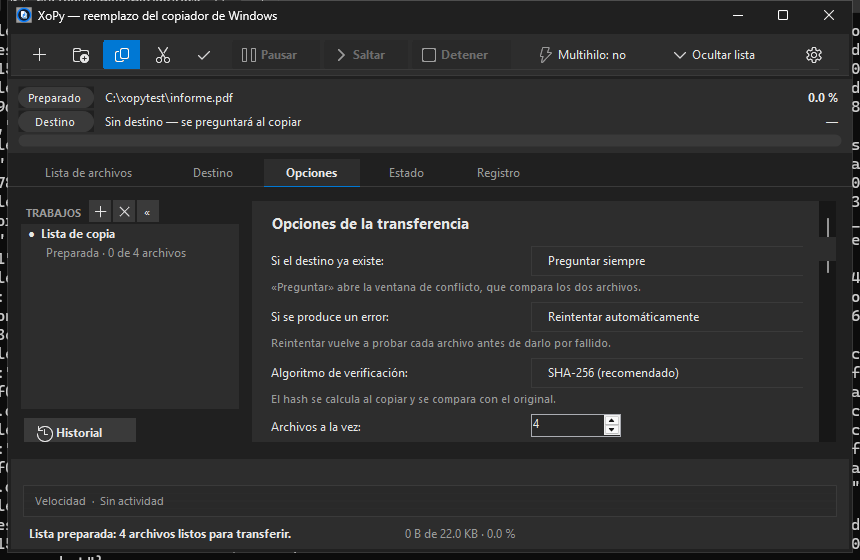 XoPy — reemplazo del copiador de Windows
Pausar Saltar Detener Multihilo: no Ocultar lista
Preparado C:\xopytest\informe.pdf 0.0 %
Destino Sin destino — se preguntará al copiar —
Lista de archivos Destino Opciones Estado Registro
TRABAJOS
Lista de copia
Preparada · 0 de 4 archivos
Historial
Opciones de la transferencia
Si el destino ya existe: Preguntar siempre
«Preguntar» abre la ventana de conflicto, que compara los dos archivos.
Si se produce un error: Reintentar automáticamente
Reintentar vuelve a probar cada archivo antes de darlo por fallido.
Algoritmo de verificación: SHA-256 (recomendado)
El hash se calcula al copiar y se compara con el original.
Archivos a la vez: 4
Velocidad · Sin actividad
Lista preparada: 4 archivos listos para transferir. 0 B de 22.0 KB · 0.0 %